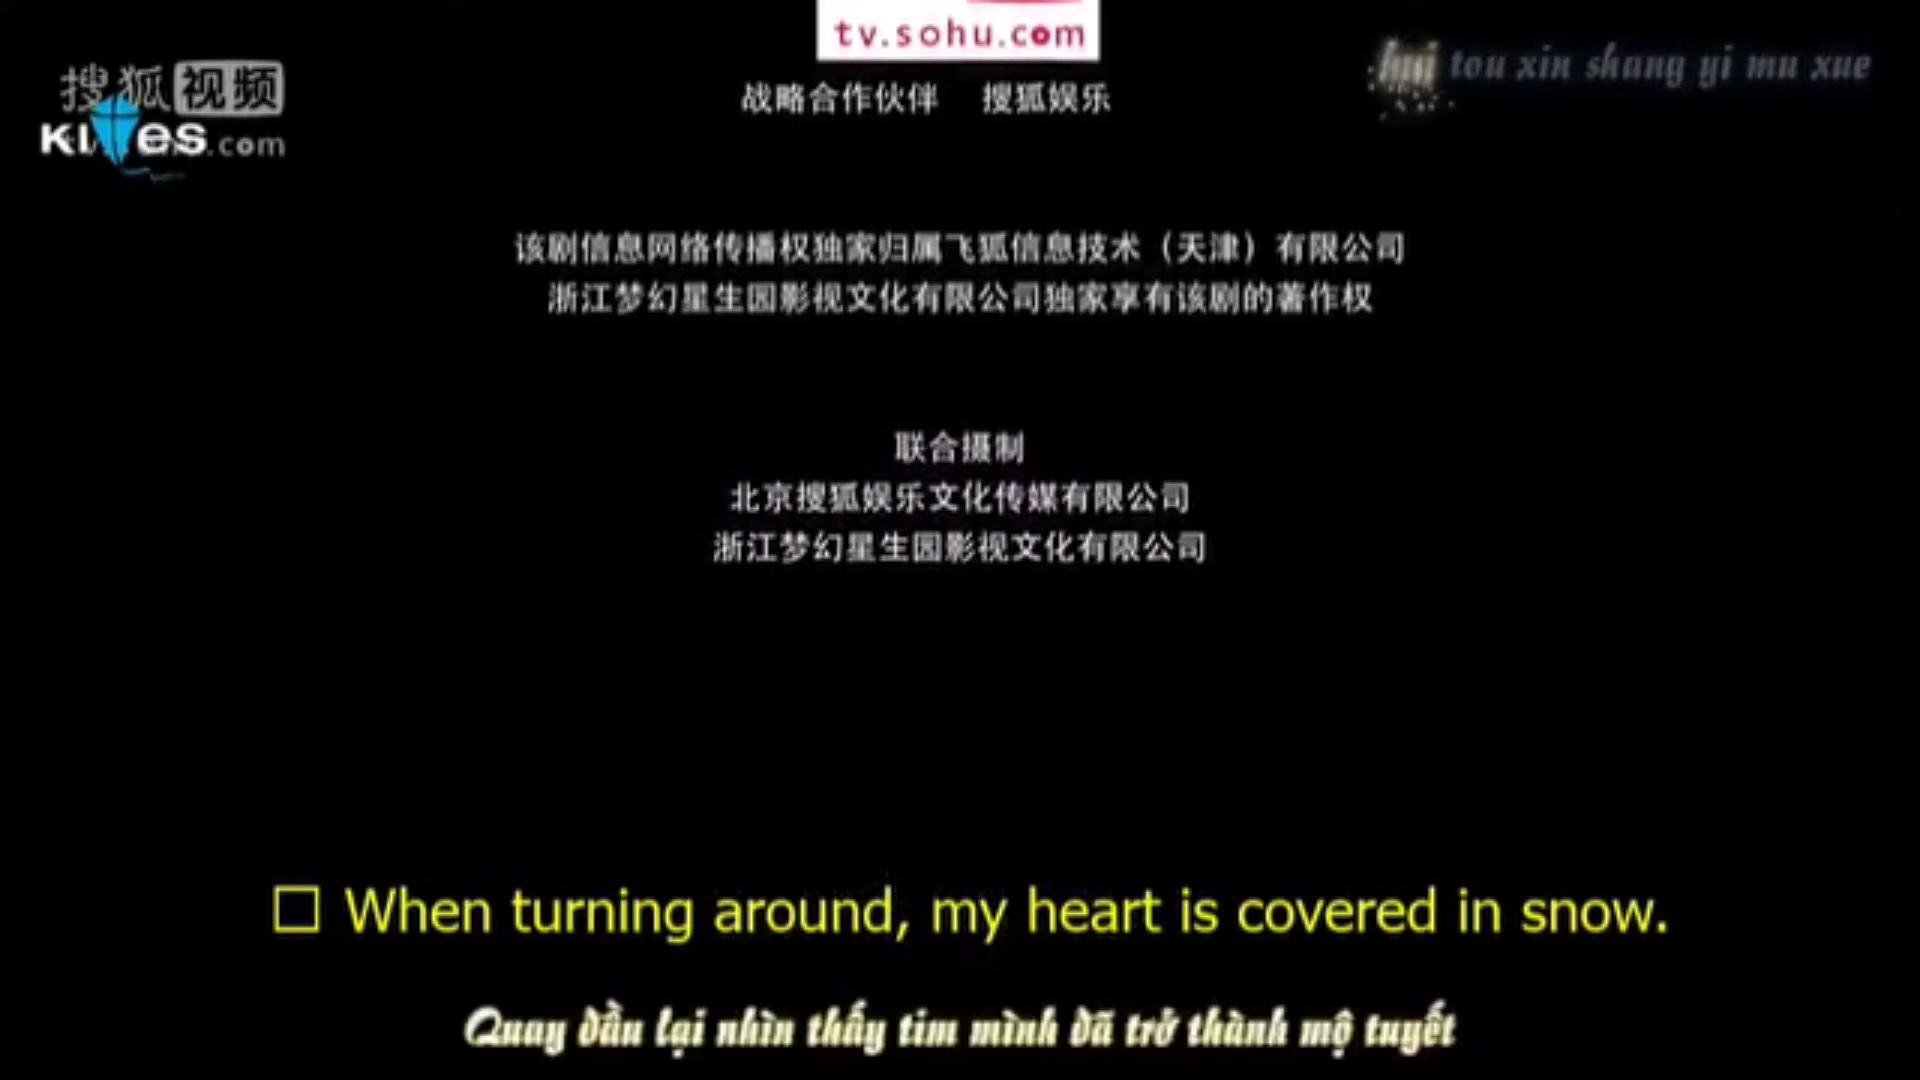 tv.sohu.com
搜狐视频
KITES
.com
hui tou xin shang yi mu xue
战略合作伙伴 搜狐娱乐
该剧信息网络传播权独家归属飞狐信息技术（天津）有限公司
浙江梦幻星生园影视文化有限公司独家享有该剧的著作权
联合摄制
北京搜狐娱乐文化传媒有限公司
浙江梦幻星生园影视文化有限公司
When turning around, my heart is covered in snow.
Quay đầu lại nhìn thấy tim mình đã trở thành mộ tuyết